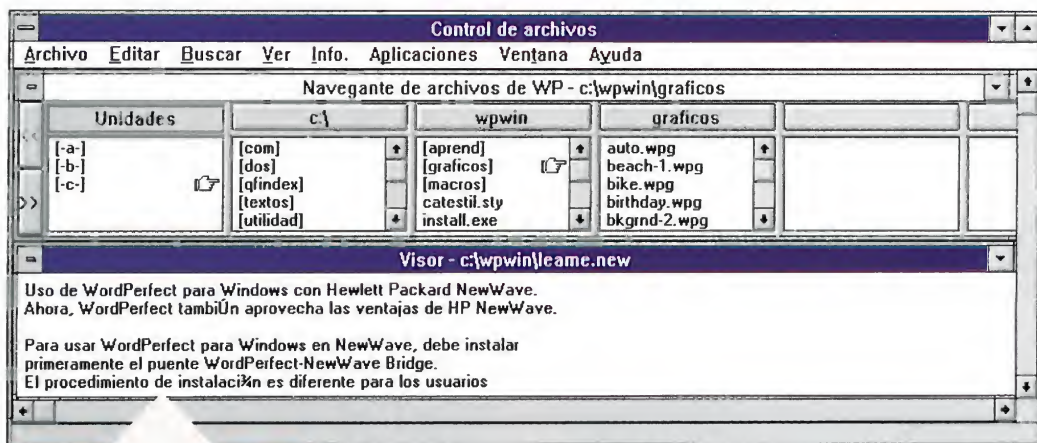 Control de archivos
Archivo Editar Buscar Ver Info. Aplicaciones Ventana Ayuda
Navegante de archivos de WP - c:\wpwin\graficos
<< Unidades c:\ wpwin graficos
[-a-] [com] [aprend] auto.wpg
[-b-] [dos] [graficos] beach-1.wpg
[-c-] [qfindex] [macros] bike.wpg
>> [textos] catestil.sty birthday.wpg
[utilidad] install.exe bkgrnd-2.wpg
Visor - c:\wpwin\leame.new
Uso de WordPerfect para Windows con Hewlett Packard NewWave.
Ahora, WordPerfect tambiÚn aprovecha las ventajas de HP NewWave.
Para usar WordPerfect para Windows en NewWave, debe instalar
primeramente el puente WordPerfect-NewWave Bridge.
El procedimiento de instalaci¾n es diferente para los usuarios